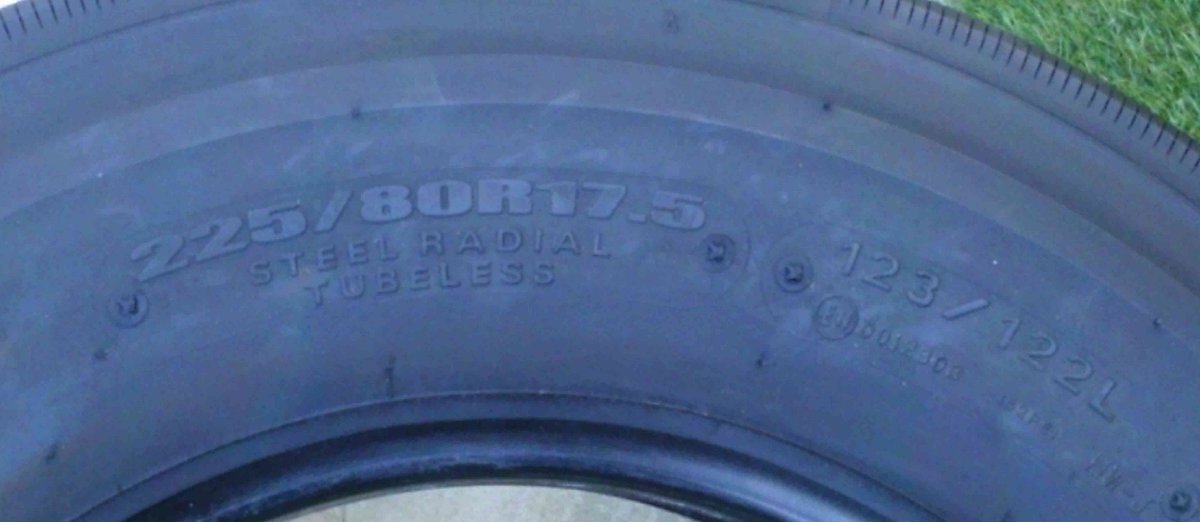 225/80R17.5
STEEL RADIAL
TUBELESS
123/122L